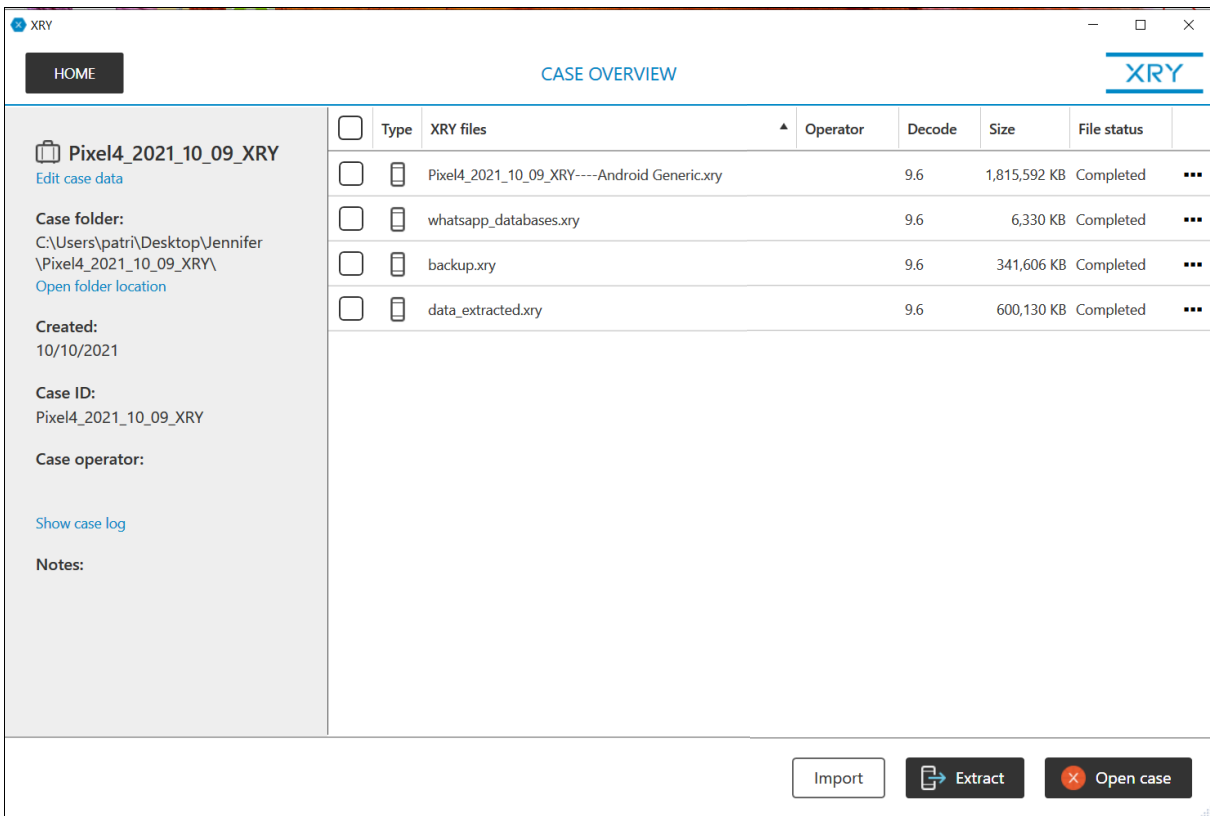 XRY
HOME
CASE OVERVIEW
XRY
Pixel4_2021_10_09_XRY
Edit case data
Case folder:
C:\Users\patri\Desktop\Jennifer
\Pixel4_2021_10_09_XRY\
Open folder location
Created:
10/10/2021
Case ID:
Pixel4_2021_10_09_XRY
Case operator:
Show case log
Notes:
Type XRY files Operator Decode Size File status
Pixel4_2021_10_09_XRY----Android Generic.xry 9.6 1,815,592 KB Completed
whatsapp_databases.xry 9.6 6,330 KB Completed
backup.xry 9.6 341,606 KB Completed
data_extracted.xry 9.6 600,130 KB Completed
Import Extract Open case